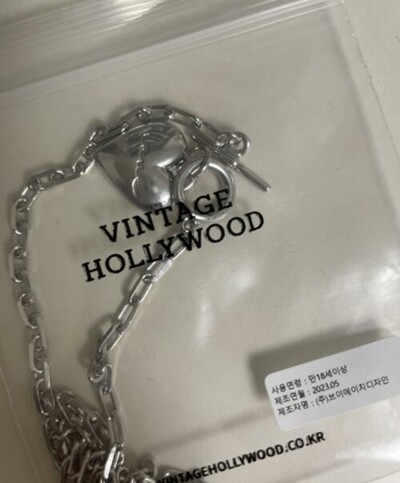 VINTAGE
HOLLYWOOD
사용연령 : 만18세이상
제조연월 : 2023.05
제조자명 : (주)브이에이치디자인
VINTAGEHOLLYWOOD.CO.KR